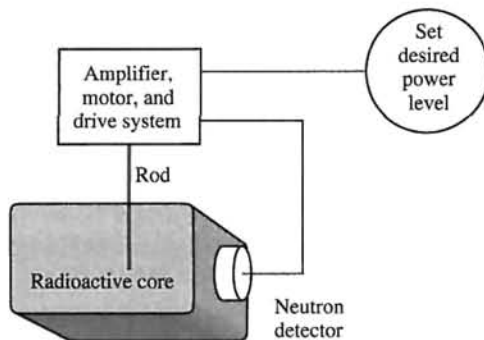 Set
desired
power
level
Amplifier,
motor, and
drive system
Rod
Radioactive core
Neutron
detector